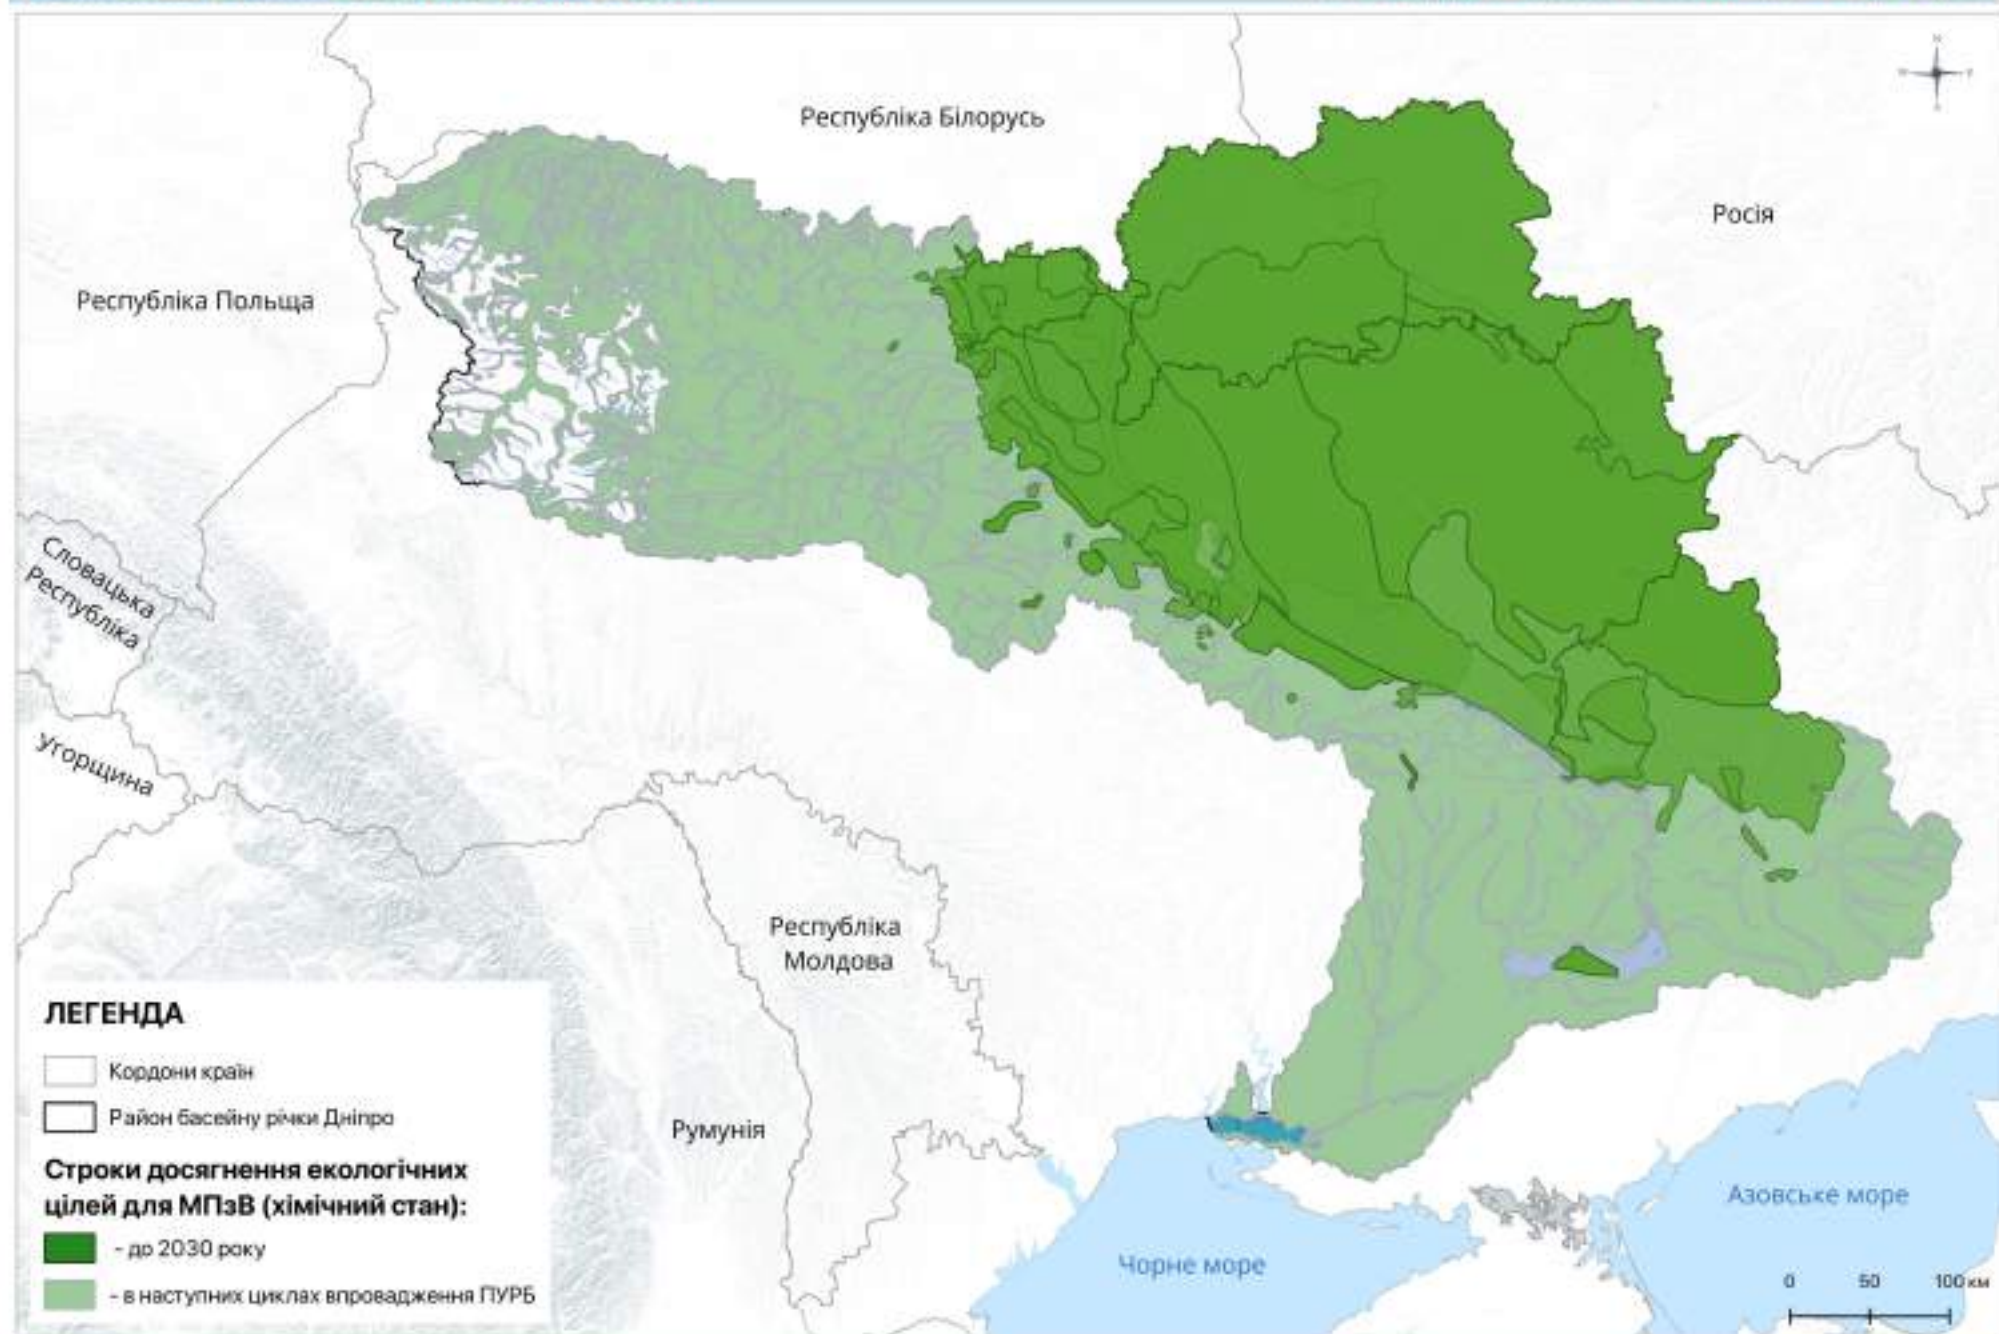 Республіка Білорусь
Росія
Республіка Польща
Словацька
Республіка
Угорщина
Республіка
Молдова
Румунія
Азовське море
Чорне море
ЛЕГЕНДА
Кордони країн
Район басейну річки Дніпро
Строки досягнення екологічних
цілей для МПзВ (хімічний стан):
- до 2030 року
- в наступних циклах впровадження ПУРБ
0 50 100 км